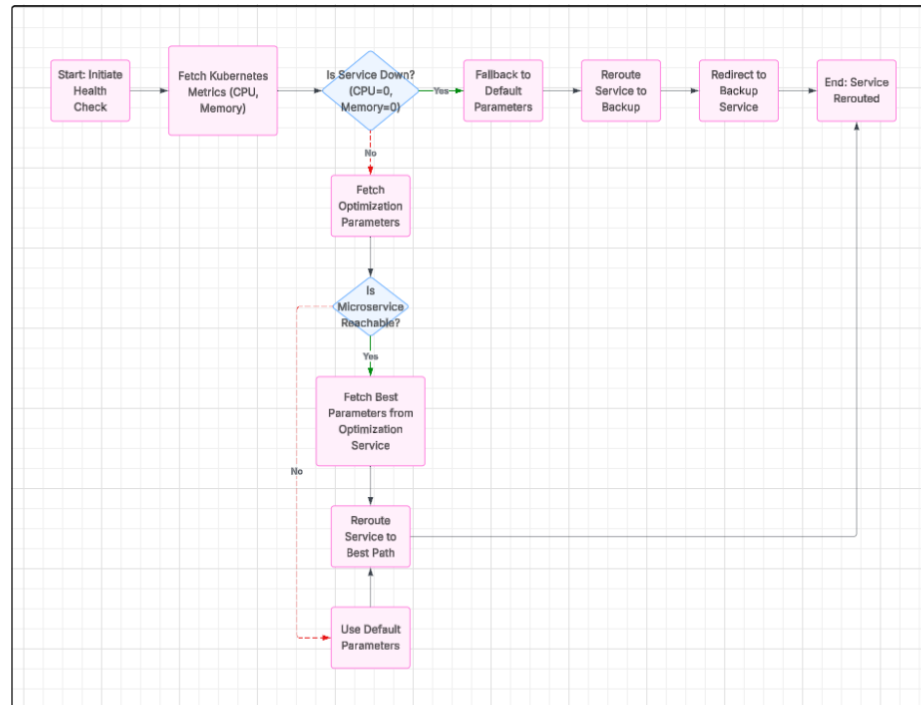 Start: Initiate
Health
Check
Fetch Kubernetes
Metrics (CPU,
Memory)
Is Service Down?
(CPU=0,
Memory=0)
Yes
Fallback to
Default
Parameters
Reroute
Service to
Backup
Redirect to
Backup
Service
End: Service
Rerouted
No
Fetch
Optimization
Parameters
Is
Microservice
Reachable?
Yes
Fetch Best
Parameters from
Optimization
Service
No
Reroute
Service to
Best Path
Use Default
Parameters